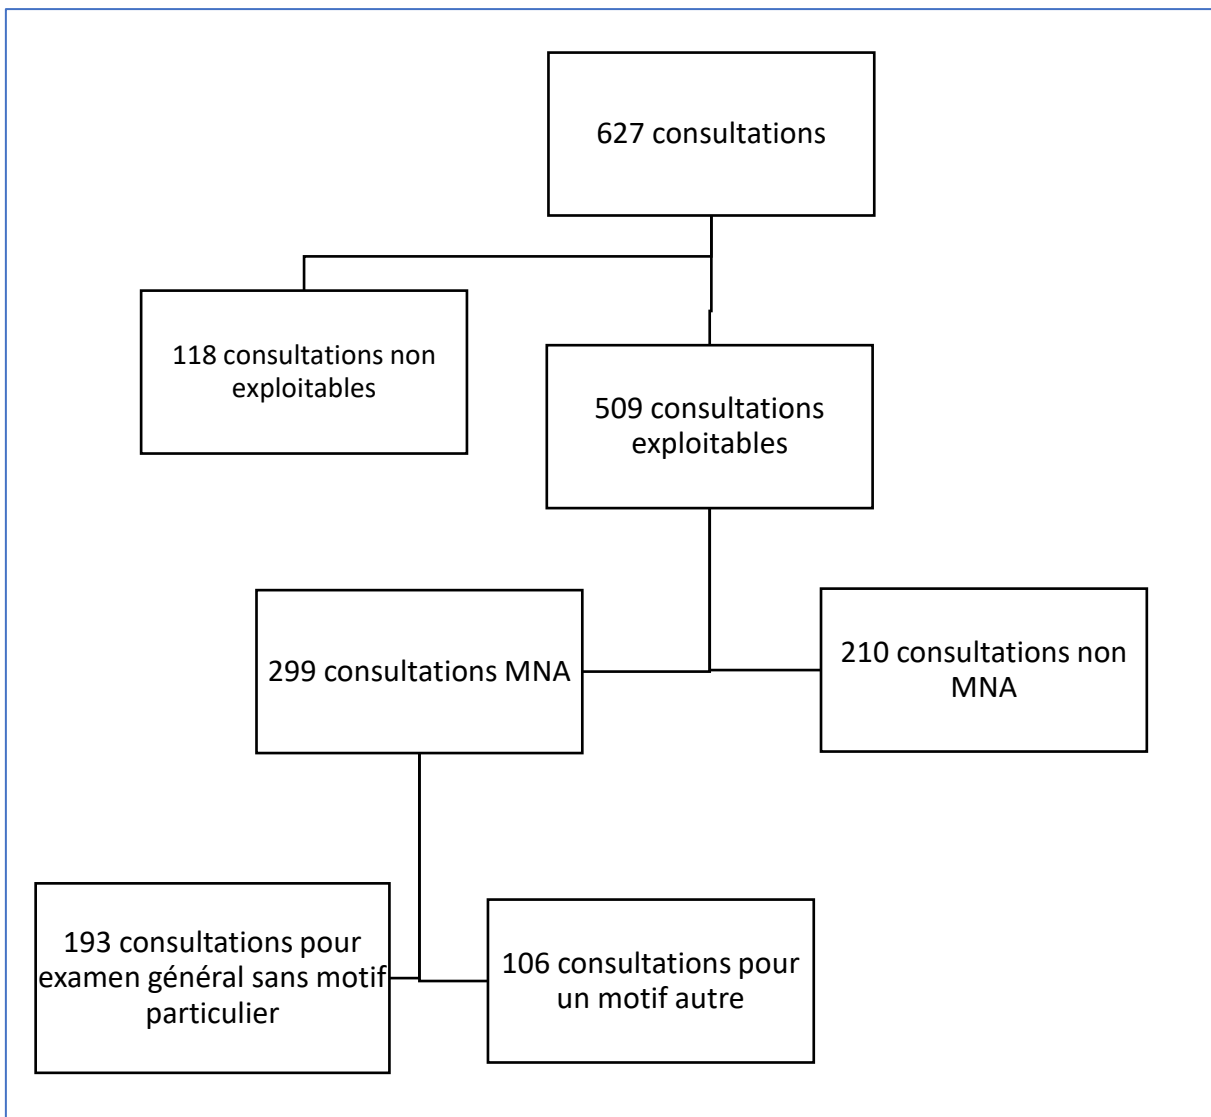 627 consultations
118 consultations non
exploitables
509 consultations
exploitables
299 consultations MNA
210 consultations non
MNA
193 consultations pour
examen général sans motif
particulier
106 consultations pour
un motif autre